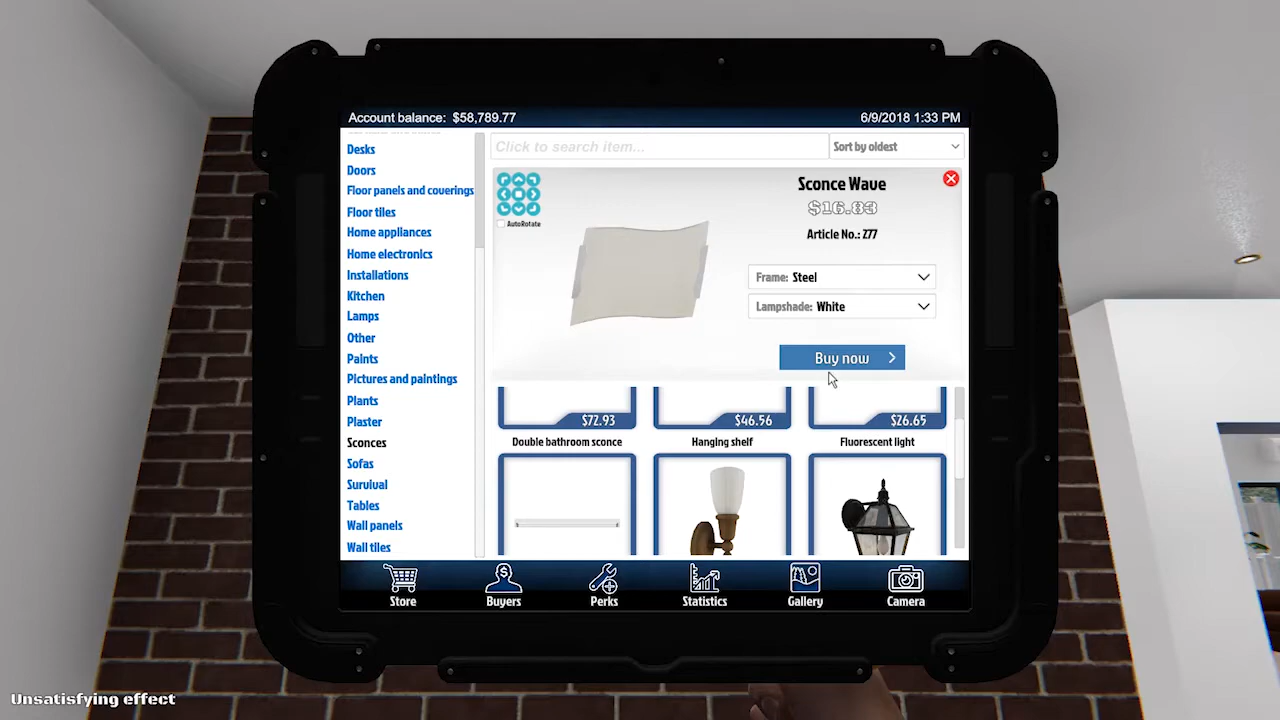 Account balance: $58,789.77
6/9/2018 1:33 PM
Desks
Doors
Floor panels and coverings
Floor tiles
Home appliances
Home electronics
Installations
Kitchen
Lamps
Other
Paints
Pictures and paintings
Plants
Plaster
Sconces
Sofas
Survival
Tables
Wall panels
Wall tiles
Click to search item...
Sort by oldest
AutoRotate
Sconce Wave
$16.83
Article No.: Z77
Frame: Steel
Lampshade: White
Buy now
$72.93
$46.56
$26.65
Double bathroom sconce
Hanging shelf
Fluorescent light
Store
Buyers
Perks
Statistics
Gallery
Camera
Unsatisfying effect